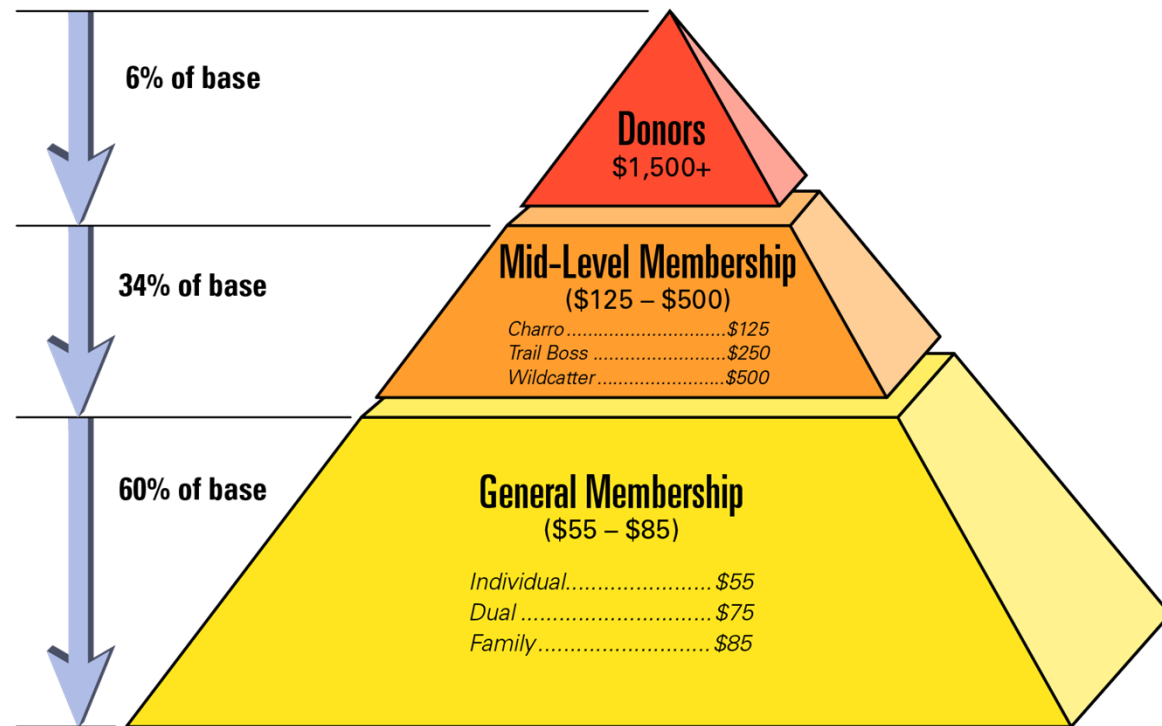 6% of base
Donors
$1,500+
34% of base
Mid-Level Membership
($125 – $500)
Charro..............................$125
Trail Boss .........................$250
Wildcatter........................$500
60% of base
General Membership
($55 – $85)
Individual...................... $55
Dual ............................. $75
Family.......................... $85